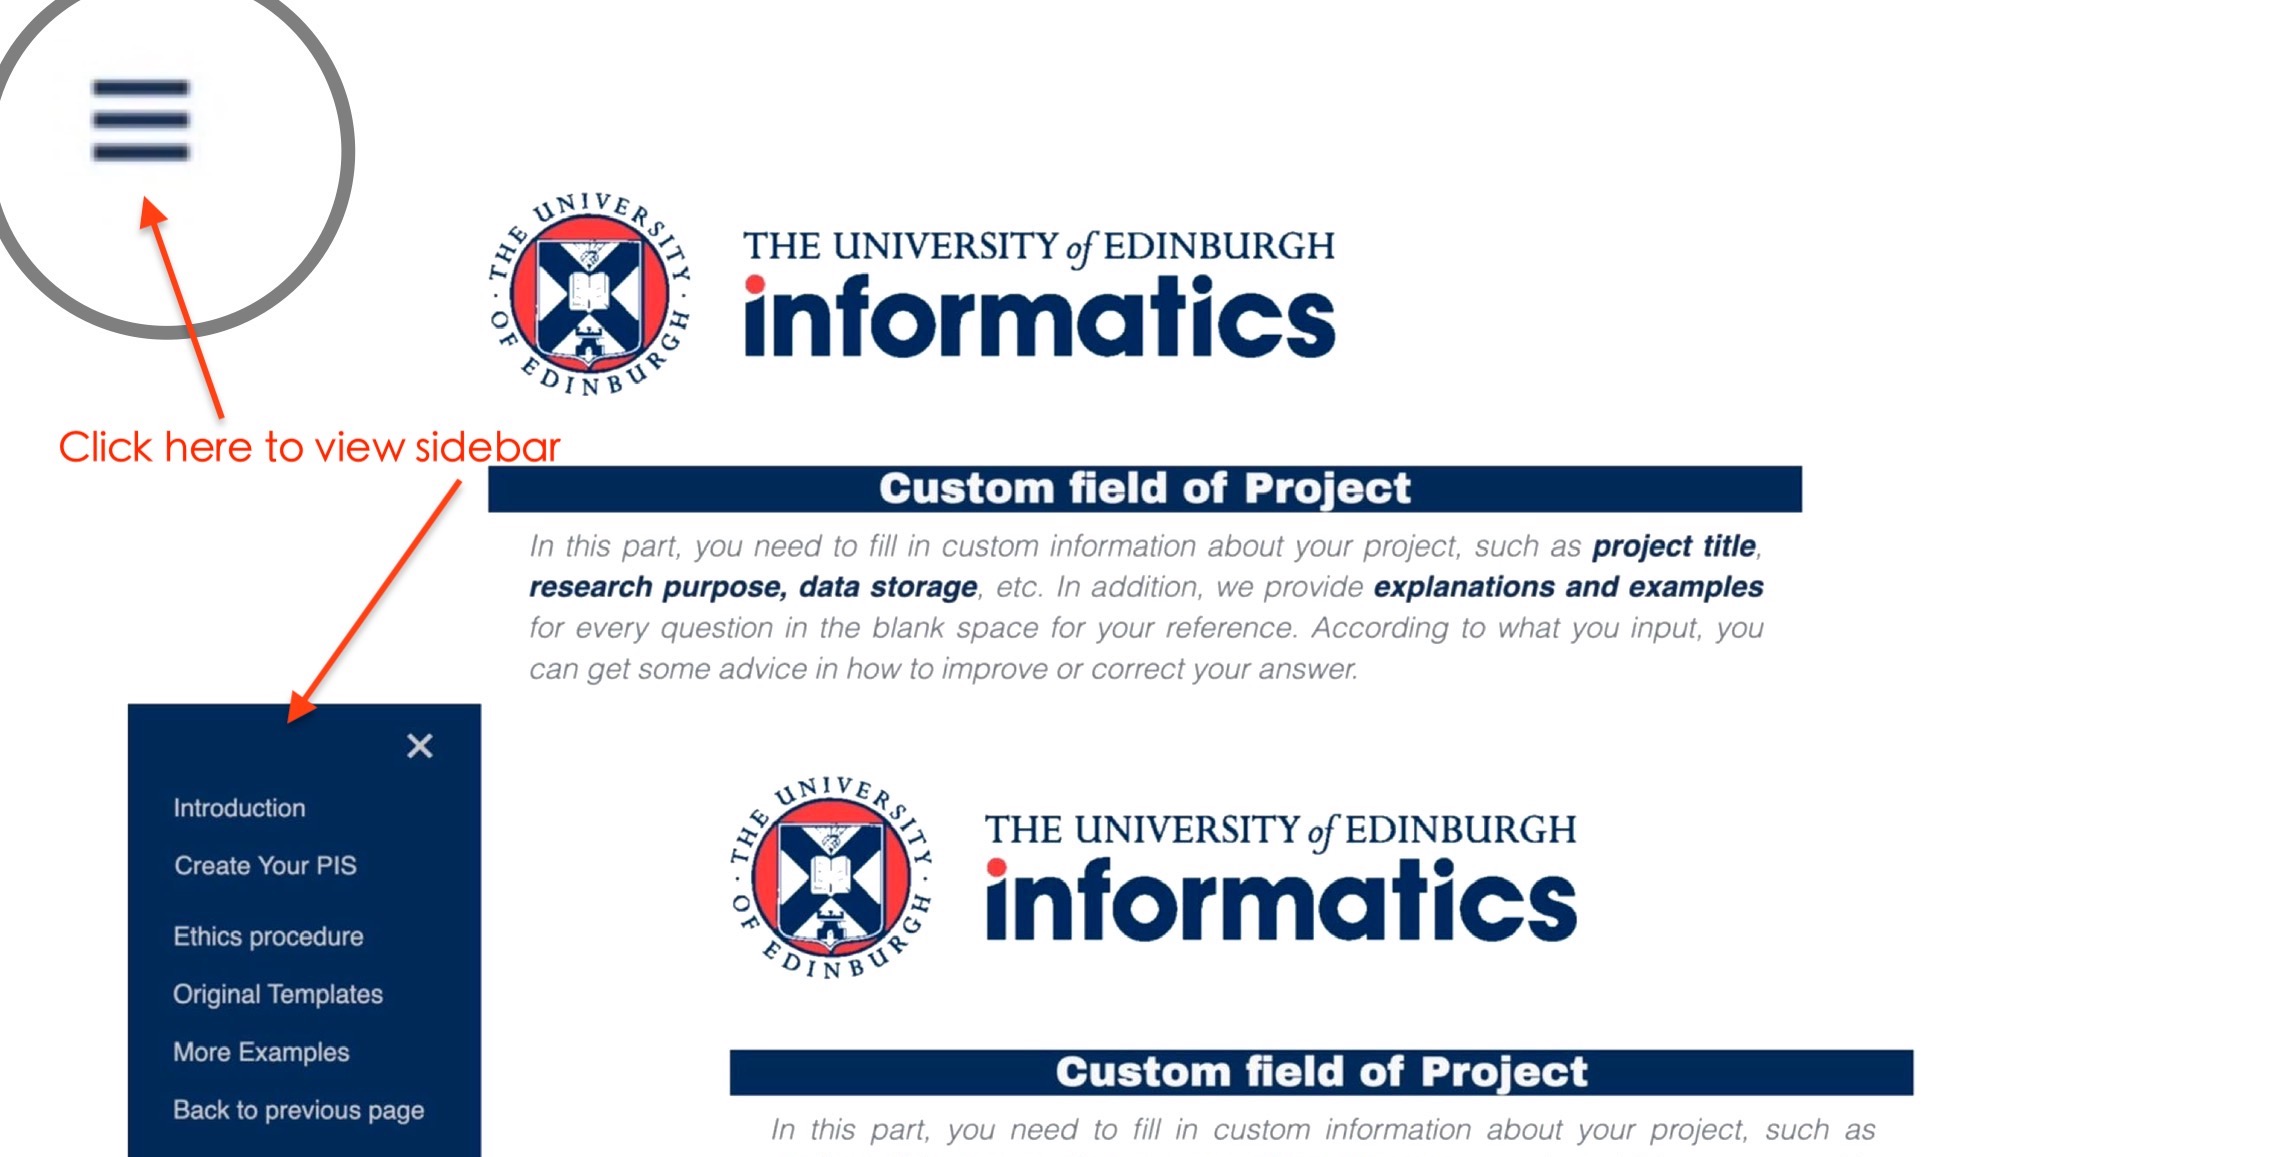 THE UNIVERSITY OF EDINBURGH
THE UNIVERSITY of EDINBURGH
informatics
Click here to view sidebar
Custom field of Project
In this part, you need to fill in custom information about your project, such as project title,
research purpose, data storage, etc. In addition, we provide explanations and examples
for every question in the blank space for your reference. According to what you input, you
can get some advice in how to improve or correct your answer.
×
Introduction
Create Your PIS
Ethics procedure
Original Templates
More Examples
Back to previous page
THE UNIVERSITY OF EDINBURGH
THE UNIVERSITY of EDINBURGH
informatics
Custom field of Project
In this part, you need to fill in custom information about your project, such as